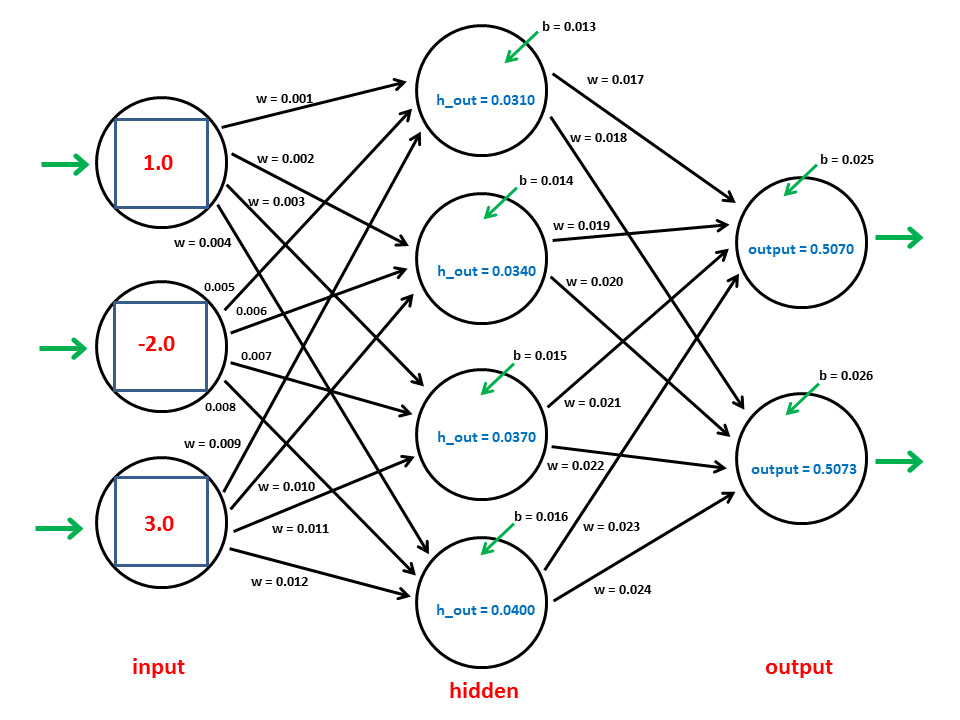 b = 0.013
w = 0.017
w = 0.001
h_out = 0.0310
w = 0.018
1.0
w = 0.002
b = 0.025
b = 0.014
w = 0.003
w = 0.019
w = 0.004
output = 0.5070
h_out = 0.0340
w = 0.020
0.005
0.006
-2.0
0.007
b = 0.015
b = 0.026
0.008
w = 0.021
w = 0.009
h_out = 0.0370
w = 0.022
output = 0.5073
w = 0.010
b = 0.016
3.0
w = 0.011
w = 0.023
w = 0.012
w = 0.024
h_out = 0.0400
input
output
hidden